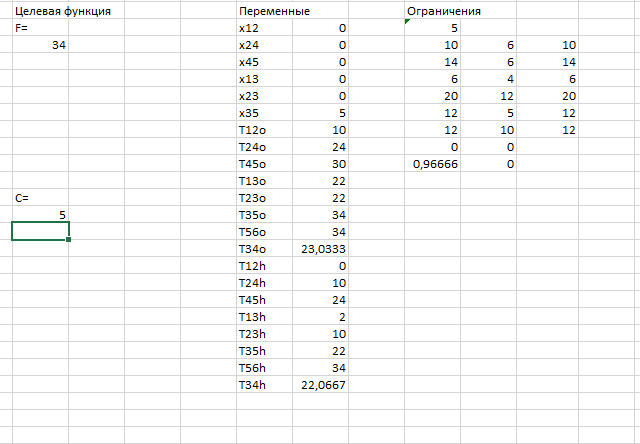 Целевая функция Переменные Ограничения
F= x12 0 5
34 x24 0 10 6 10
x45 0 14 6 14
x13 0 6 4 6
x23 0 20 12 20
x35 5 12 5 12
T12o 10 12 10 12
T24o 24 0 0
T45o 30 0,96666 0
T13o 22
C= T23o 22
5 T35o 34
T56o 34
T34o 23,0333
T12h 0
T24h 10
T45h 24
T13h 2
T23h 10
T35h 22
T56h 34
T34h 22,0667